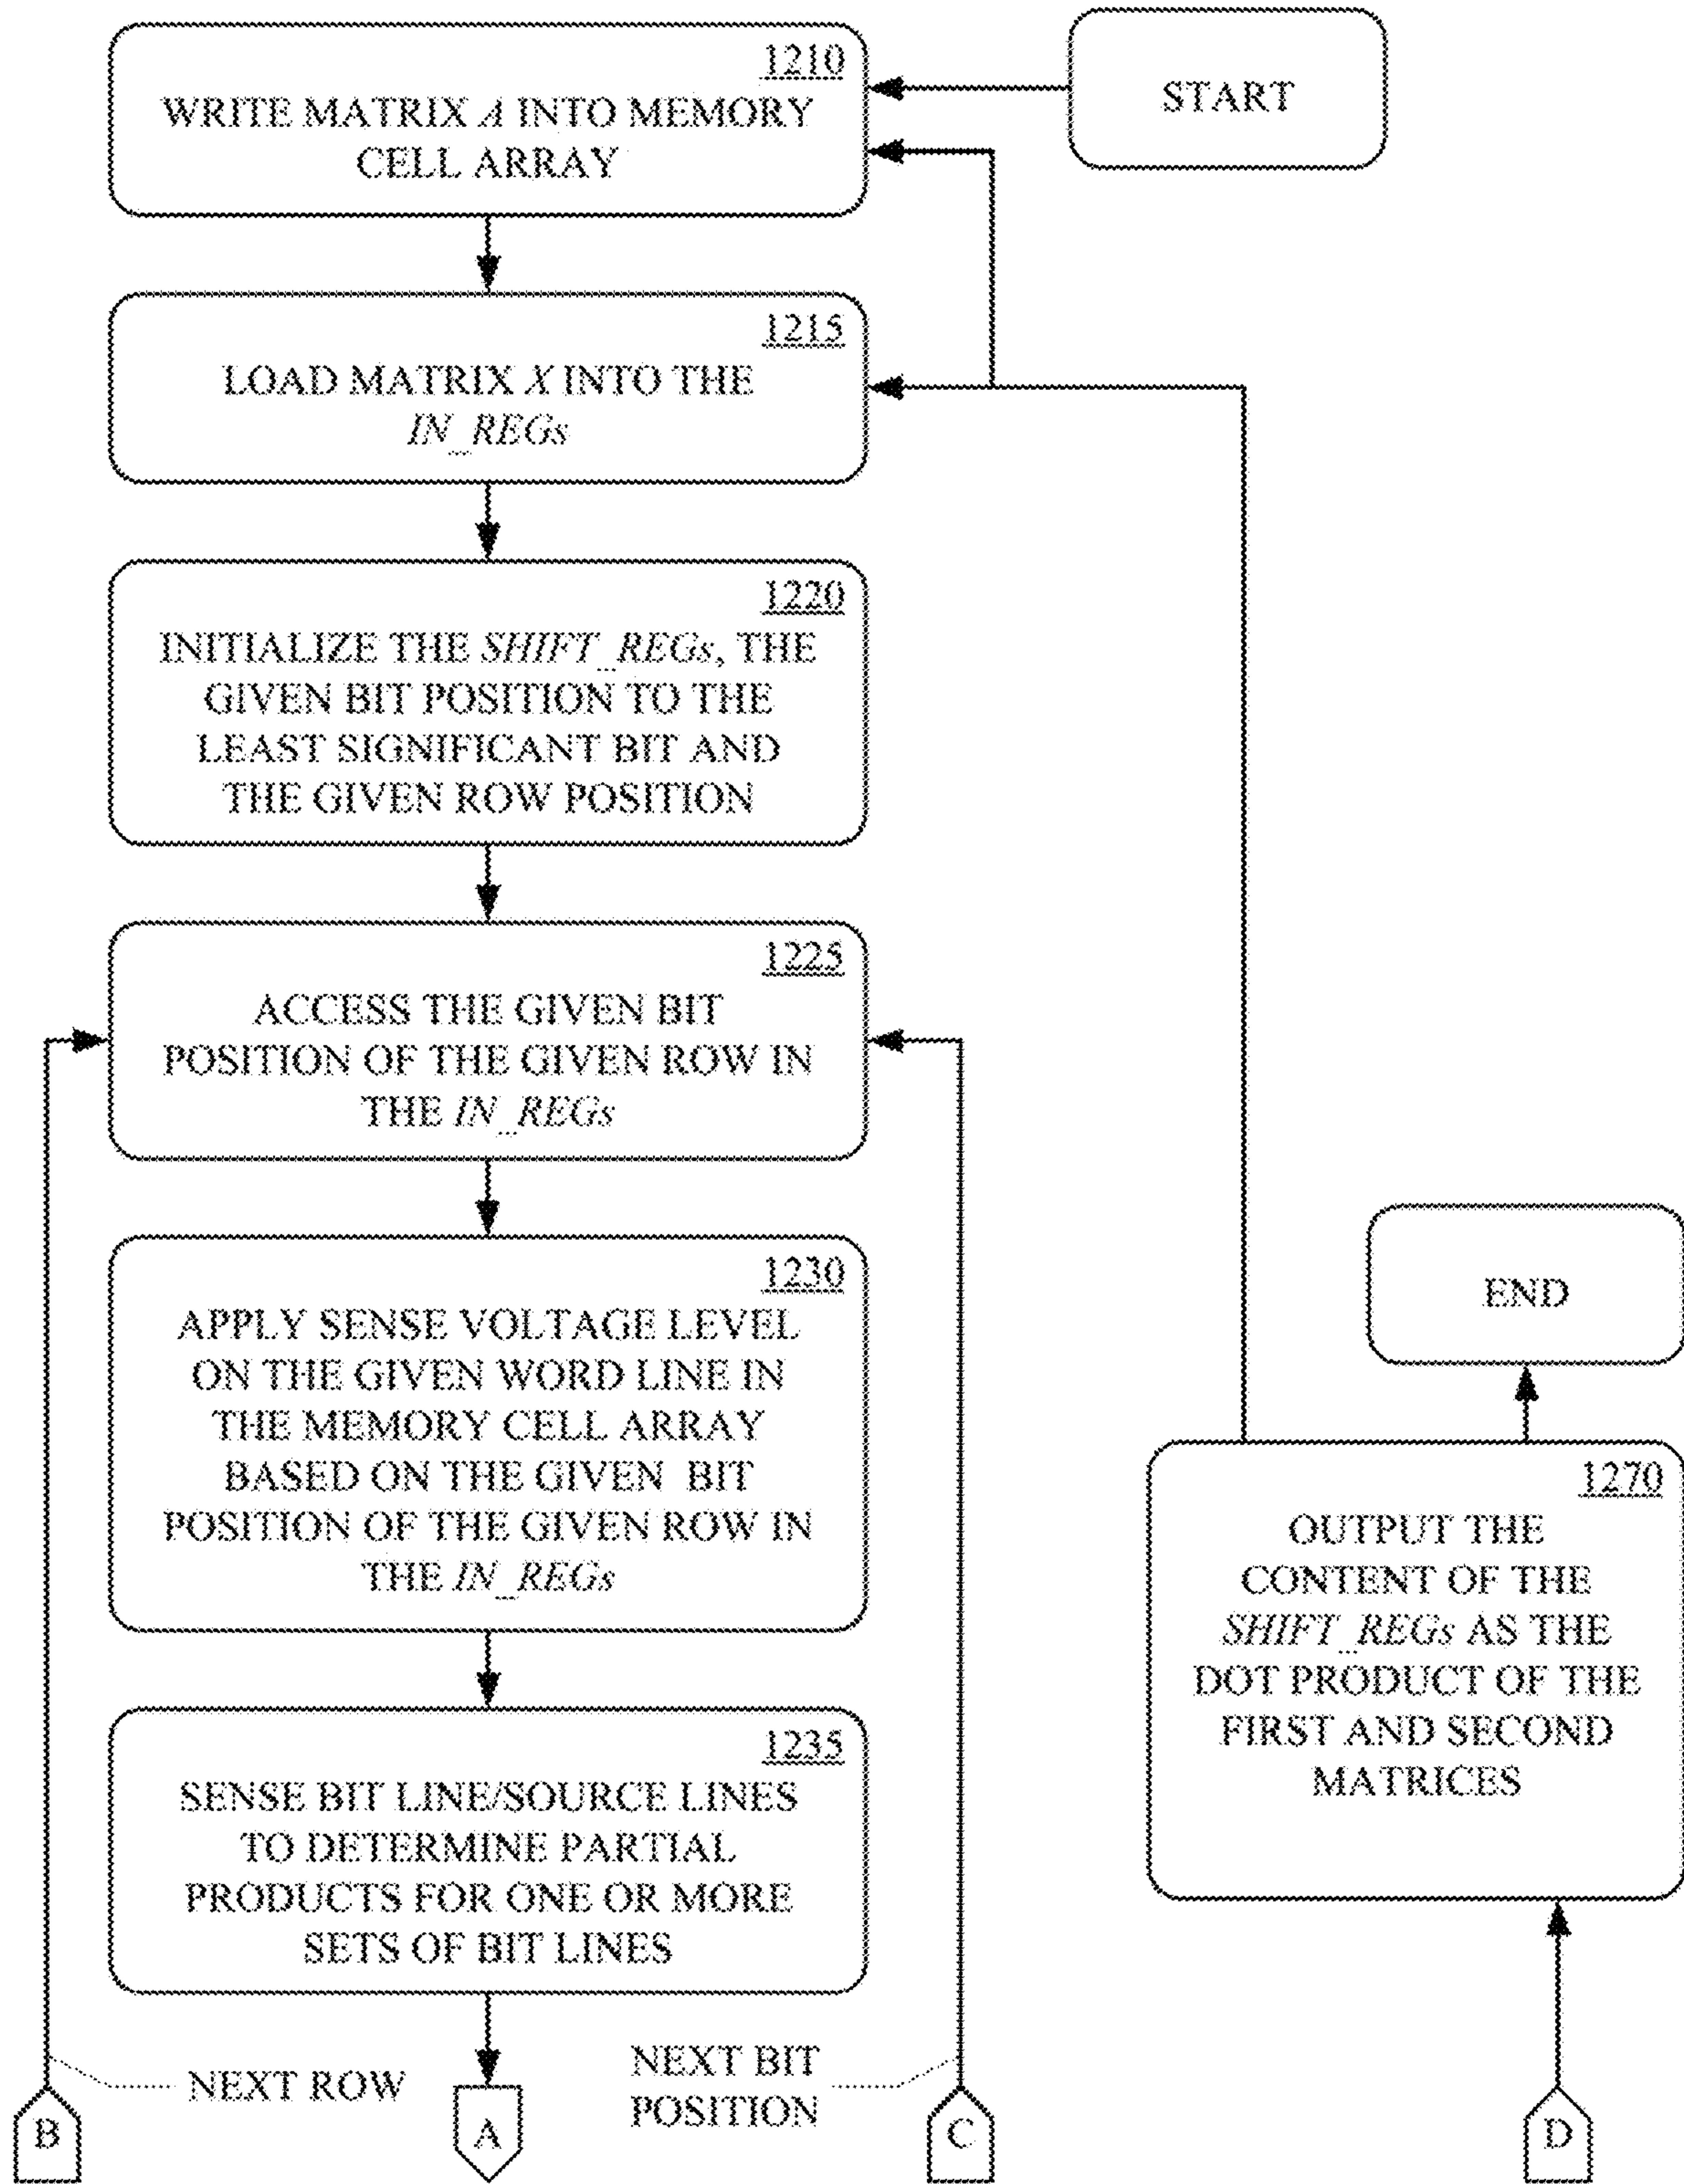 START
1210
WRITE MATRIX A INTO MEMORY
CELL ARRAY
1215
LOAD MATRIX X INTO THE
IN_REGs
1220
INITIALIZE THE SHIFT_REGs, THE
GIVEN BIT POSITION TO THE
LEAST SIGNIFICANT BIT AND
THE GIVEN ROW POSITION
1225
ACCESS THE GIVEN BIT
POSITION OF THE GIVEN ROW IN
THE IN_REGs
1230
APPLY SENSE VOLTAGE LEVEL
ON THE GIVEN WORD LINE IN
THE MEMORY CELL ARRAY
BASED ON THE GIVEN BIT
POSITION OF THE GIVEN ROW IN
THE IN_REGs
1235
SENSE BIT LINE/SOURCE LINES
TO DETERMINE PARTIAL
PRODUCTS FOR ONE OR MORE
SETS OF BIT LINES
END
1270
OUTPUT THE
CONTENT OF THE
SHIFT_REGs AS THE
DOT PRODUCT OF THE
FIRST AND SECOND
MATRICES
NEXT ROW
NEXT BIT
POSITION
B
A
C
D